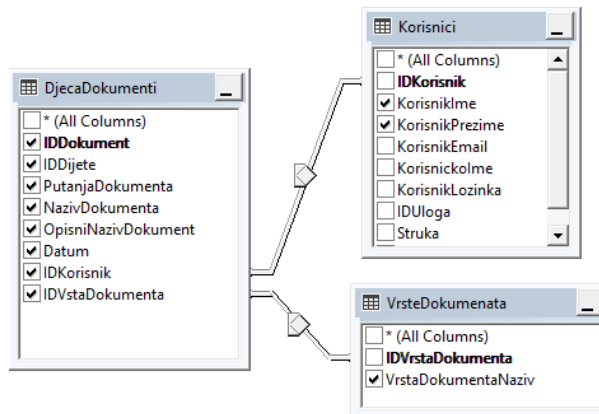 DjecaDokumenti
* (All Columns)
IDDokument
IDDijete
PutanjaDokumenta
NazivDokumenta
OpisniNazivDokument
Datum
IDKorisnik
IDVstaDokumenta
Korisnici
* (All Columns)
IDKorisnik
KorisnikIme
KorisnikPrezime
KorisnikEmail
KorisnickoIme
KorisnikLozinka
IDUloga
Struka
VrsteDokumenata
* (All Columns)
IDVrstaDokumenta
VrstaDokumentaNaziv